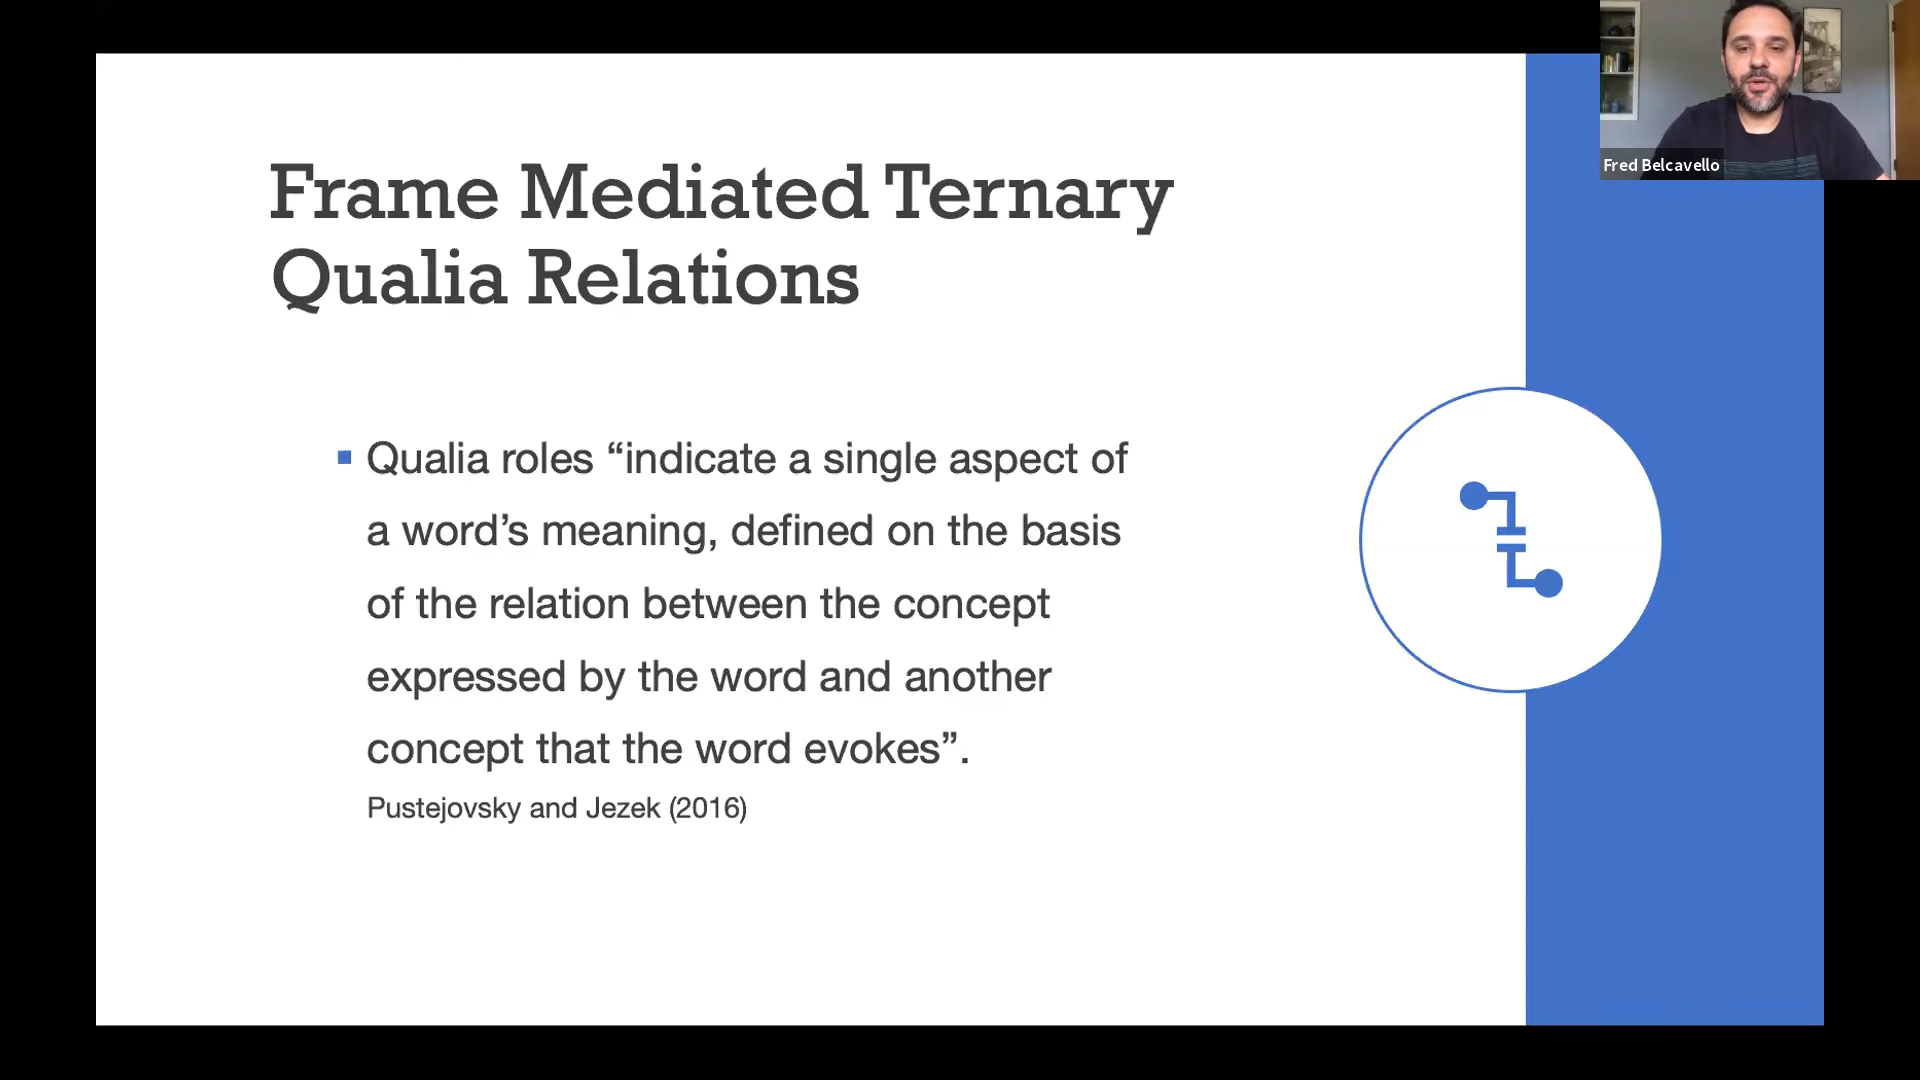 Frame Mediated Ternary
Qualia Relations
Qualia roles “indicate a single aspect of
a word’s meaning, defined on the basis
of the relation between the concept
expressed by the word and another
concept that the word evokes”.
Pustejovsky and Jezek (2016)
Fred Belcavello